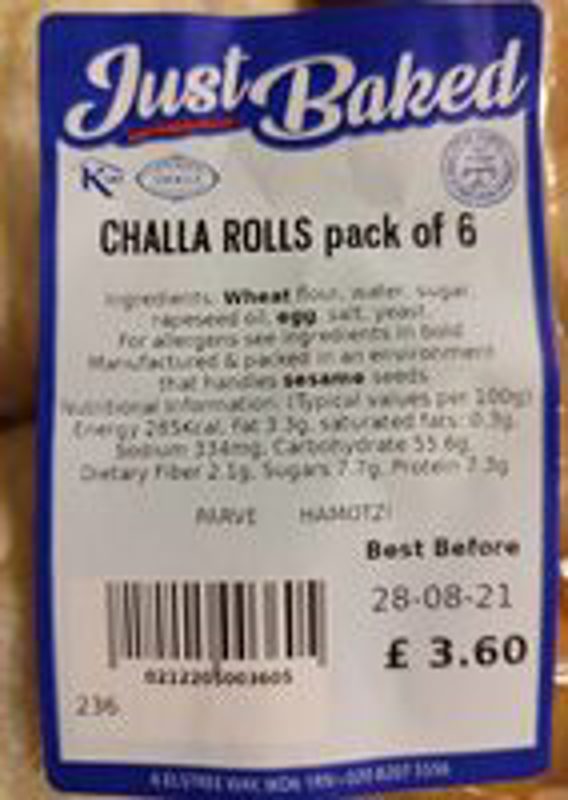 Just Baked
K
CHALLA ROLLS pack of 6
Ingredients: Wheat flour, water, sugar,
rapeseed oil, egg, salt, yeast.
For allergens see ingredients in bold
Manufactured & packed in an environment
that handles sesame seeds
Nutritional Information: (Typical values per 100g)
Energy 265Kcal, Fat 3.3g, saturated fats: 0.3g,
Sodium 334mg, Carbohydrate 55.6g,
Dietary Fiber 2.1g, Sugars 7.7g, Protein 7.3g
PARVE HAMOTZI
Best Before
28-08-21
£ 3.60
0212205003605
236